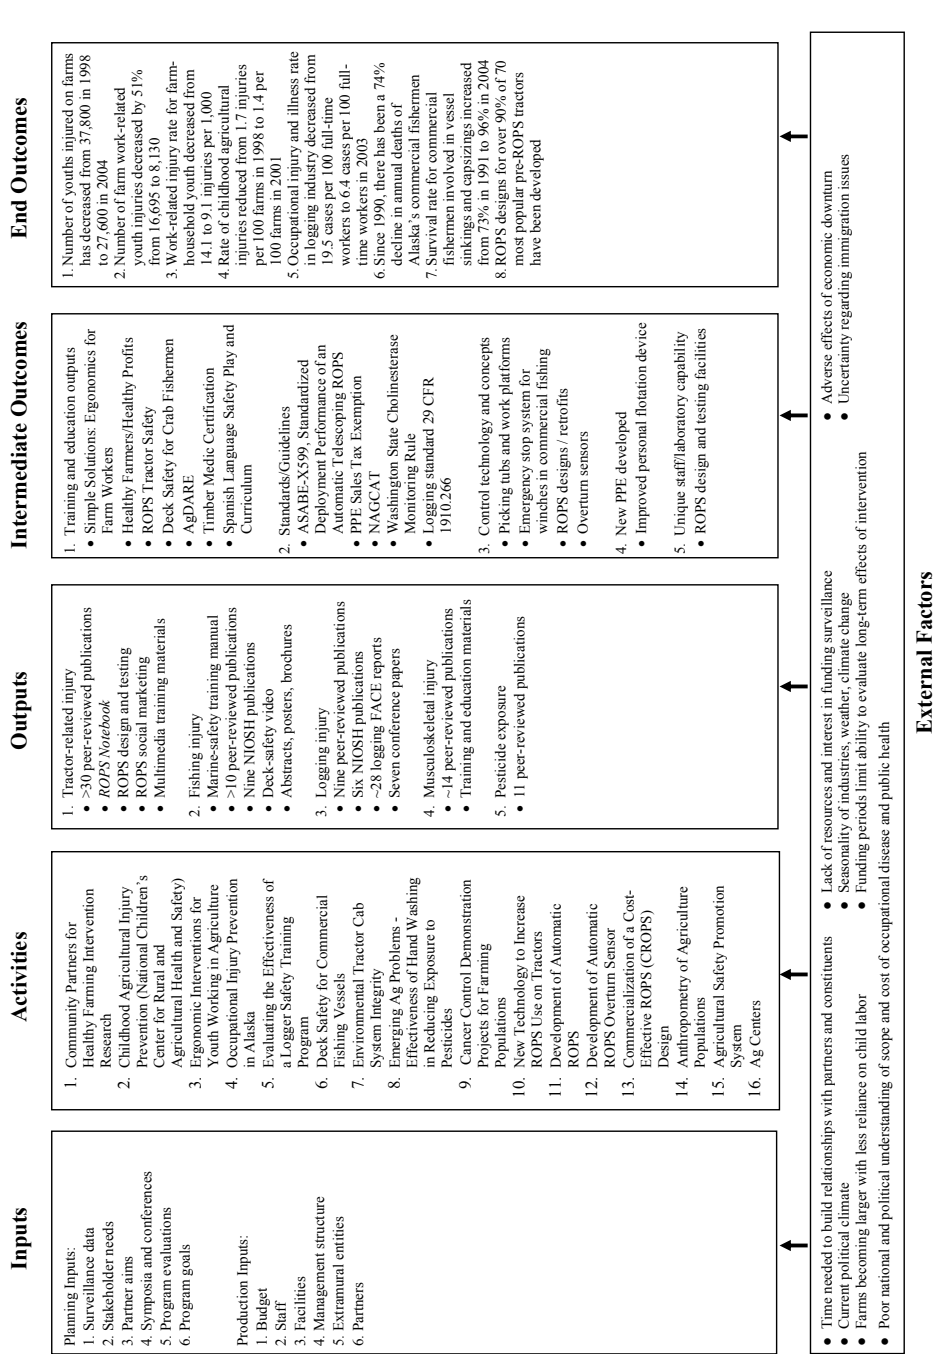 Inputs
Planning Inputs:
1. Surveillance data
2. Stakeholder needs
3. Partner aims
4. Symposia and conferences
5. Program evaluations
6. Program goals
Production Inputs:
1. Budget
2. Staff
3. Facilities
4. Management structure
5. Extramural entities
6. Partners
Activities
1. Community Partners for
Healthy Farming Intervention
Research
2. Childhood Agricultural Injury
Prevention (National Children's
Center for Rural and
Agricultural Health and Safety)
3. Ergonomic Interventions for
Youth Working in Agriculture
4. Occupational Injury Prevention
in Alaska
5. Evaluating the Effectiveness of
a Logger Safety Training
Program
6. Deck Safety for Commercial
Fishing Vessels
7. Environmental Tractor Cab
System Integrity
8. Emerging Ag Problems -
Effectiveness of Hand Washing
in Reducing Exposure to
Pesticides
9. Cancer Control Demonstration
Projects for Farming
Populations
10. New Technology to Increase
ROPS Use on Tractors
11. Development of Automatic
ROPS
12. Development of Automatic
ROPS Overturn Sensor
13. Commercialization of a Cost-
Effective ROPS (CROPS)
Design
14. Anthropometry of Agriculture
Populations
15. Agricultural Safety Promotion
System
16. Ag Centers
Outputs
1. Tractor-related injury
• >30 peer-reviewed publications
• ROPS Notebook
• ROPS design and testing
• ROPS social marketing
• Multimedia training materials
2. Fishing injury
• Marine-safety training manual
• >10 peer-reviewed publications
• Nine NIOSH publications
• Deck-safety video
• Abstracts, posters, brochures
3. Logging injury
• Nine peer-reviewed publications
• Six NIOSH publications
• ~28 logging FACE reports
• Seven conference papers
4. Musculoskeletal injury
• ~14 peer-reviewed publications
• Training and education materials
5. Pesticide exposure
• 11 peer-reviewed publications
Intermediate Outcomes
1. Training and education outputs
• Simple Solutions: Ergonomics for
Farm Workers
• Healthy Farmers/Healthy Profits
• ROPS Tractor Safety
• Deck Safety for Crab Fishermen
• AgDARE
• Timber Medic Certification
• Spanish Language Safety Play and
Curriculum
2. Standards/Guidelines
• ASABE-X599, Standardized
Deployment Performance of an
Automatic Telescoping ROPS
• PPE Sales Tax Exemption
• NAGCAT
• Washington State Cholinesterase
Monitoring Rule
• Logging standard 29 CFR
1910.266
3. Control technology and concepts
• Picking tubs and work platforms
• Emergency stop system for
winches in commercial fishing
• ROPS designs / retrofits
• Overturn sensors
4. New PPE developed
• Improved personal flotation device
5. Unique staff/laboratory capability
• ROPS design and testing facilities
End Outcomes
1. Number of youths injured on farms
has decreased from 37,800 in 1998
to 27,600 in 2004
2. Number of farm work-related
youth injuries decreased by 51%
from 16,695 to 8,130
3. Work-related injury rate for farm-
household youth decreased from
14.1 to 9.1 injuries per 1,000
4. Rate of childhood agricultural
injuries reduced from 1.7 injuries
per 100 farms in 1998 to 1.4 per
100 farms in 2001
5. Occupational injury and illness rate
in logging industry decreased from
19.5 cases per 100 full-time
workers to 6.4 cases per 100 full-
time workers in 2003
6. Since 1990, there has been a 74%
decline in annual deaths of
Alaska's commercial fishermen
7. Survival rate for commercial
fishermen involved in vessel
sinkings and capsizings increased
from 73% in 1991 to 96% in 2004
8. ROPS designs for over 90% of 70
most popular pre-ROPS tractors
have been developed
• Time needed to build relationships with partners and constituents
• Current political climate
• Farms becoming larger with less reliance on child labor
• Poor national and political understanding of scope and cost of occupational disease and public health
• Lack of resources and interest in funding surveillance
• Seasonality of industries, weather, climate change
• Funding periods limit ability to evaluate long-term effects of intervention
• Adverse effects of economic downturn
• Uncertainty regarding immigration issues
External Factors